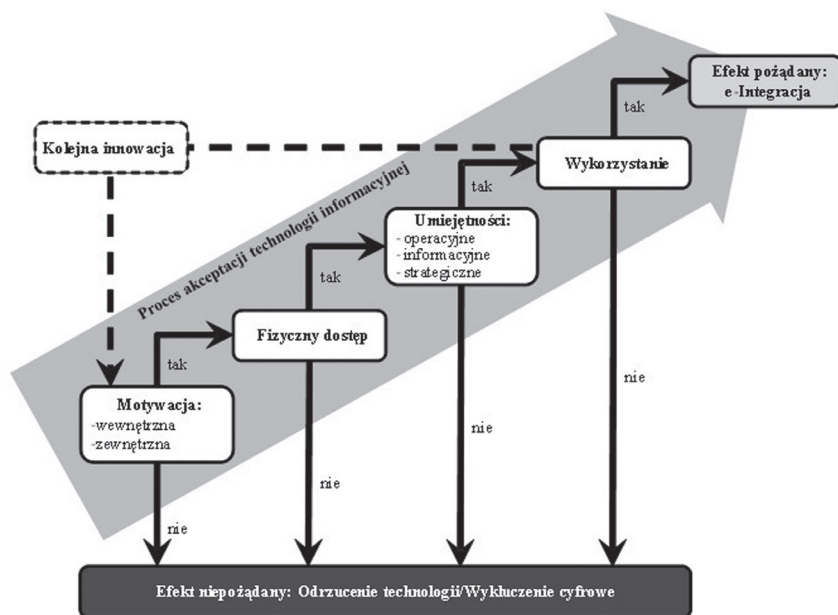 Efekt pożądany:
e-Integracja
tak
Kolejna innowacja
Wykorzystanie
tak
Proces akceptacji technologii informacyjnej
Umiejętności:
- operacyjne
- informacyjne
- strategiczne
tak
Fizyczny dostęp
tak
Motywacja:
-wewnętrzna
-zewnętrzna
nie
nie
nie
nie
Efekt niepożądany: Odrzucenie technologii/Wykluczenie cyfrowe